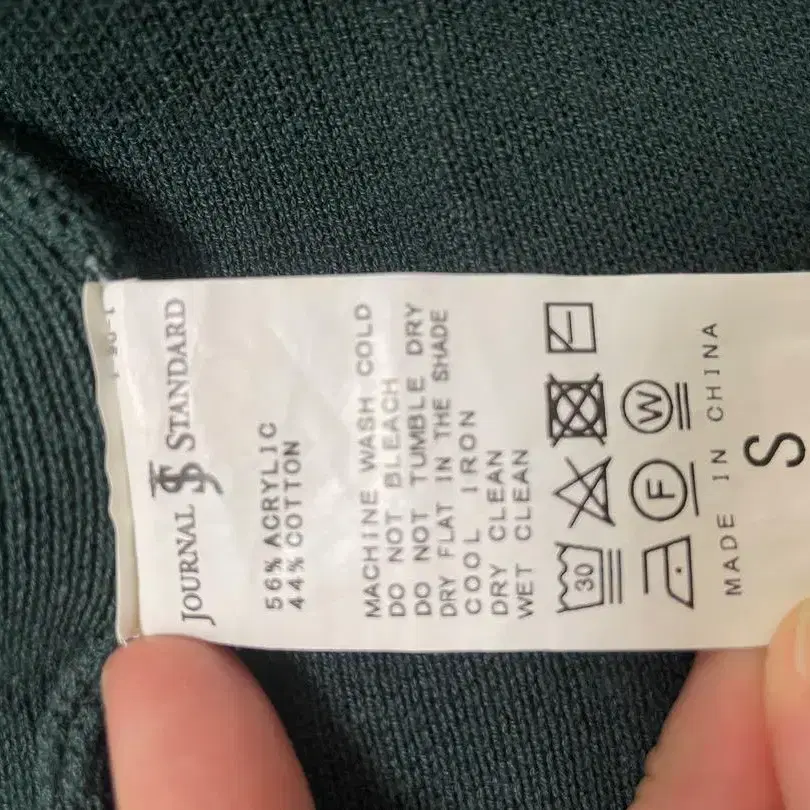 JOURNAL JS STANDARD
56% ACRYLIC
44% COTTON
MACHINE WASH COLD
DO NOT BLEACH
DO NOT TUMBLE DRY
DRY FLAT IN THE SHADE
COOL IRON
DRY CLEAN
WET CLEAN
30
F W
MADE IN CHINA
S